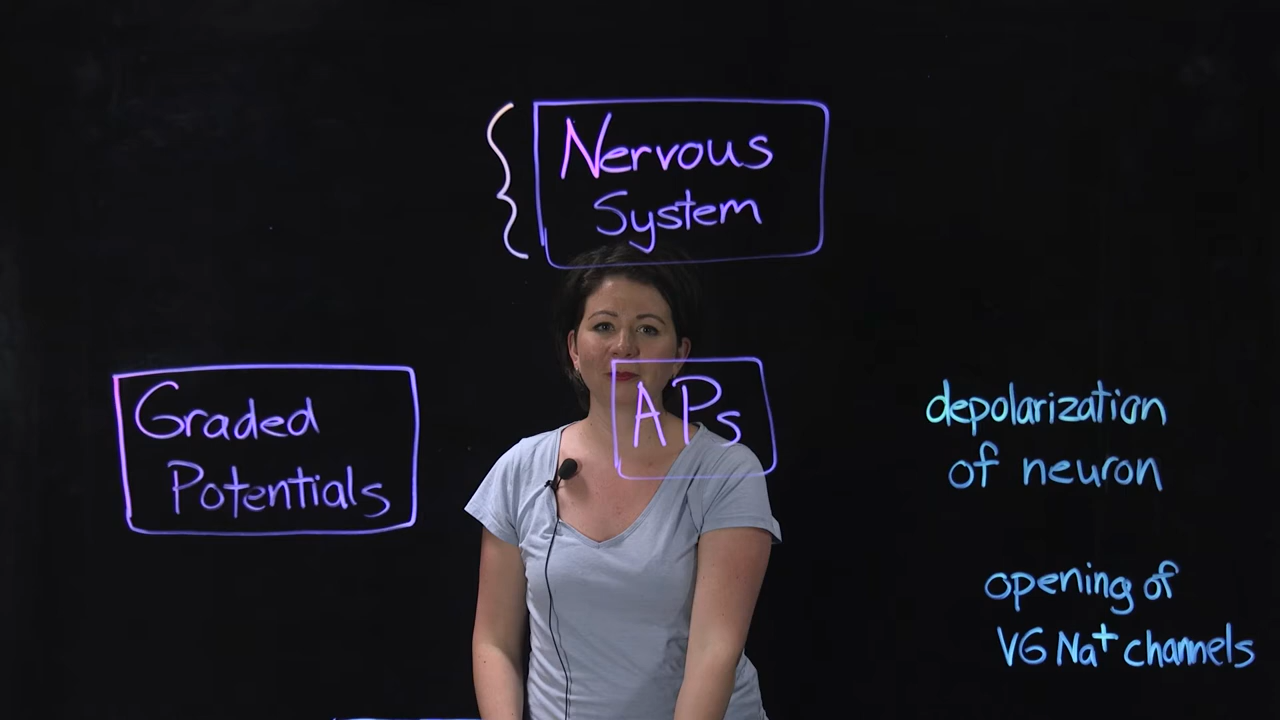 Nervous
System
Graded
Potentials
APs
depolarization
of neuron
opening of
VG Na⁺ channels